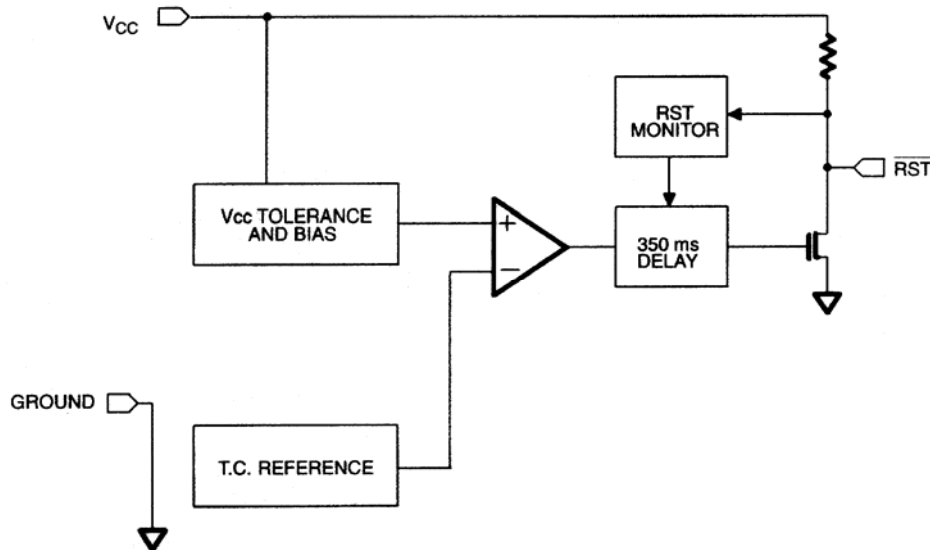 VCC
RST
MONITOR
RST
Vcc TOLERANCE
AND BIAS
+
−
350 ms
DELAY
GROUND
T.C. REFERENCE